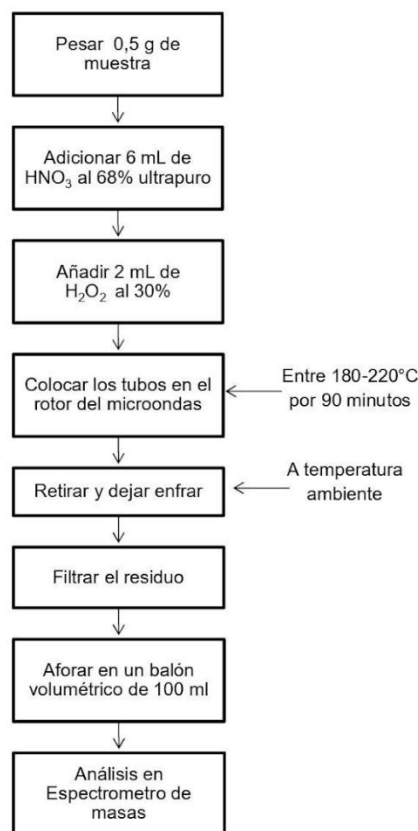 Pesar 0,5 g de
muestra
Adicionar 6 mL de
HNO₃ al 68% ultrapuro
Añadir 2 mL de
H₂O₂ al 30%
Colocar los tubos en el
rotor del microondas
Entre 180-220°C
por 90 minutos
Retirar y dejar enfrar
A temperatura
ambiente
Filtrar el residuo
Aforar en un balón
volumétrico de 100 ml
Análisis en
Espectrometro de
masas